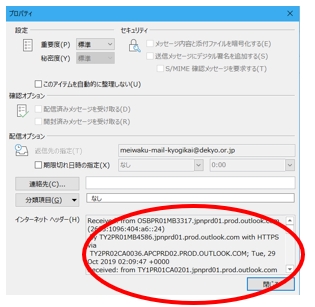 プロパティ
設定
セキュリティ
重要度(P) 標準
メッセージ内容と添付ファイルを暗号化する(E)
秘密度(Y) 標準
送信メッセージにデジタル署名を追加する(S)
S/MIME 確認メッセージを要求する(T)
このアイテムを自動的に整理しない(U)
確認オプション
配信済みメッセージを受け取る(D)
開封済みメッセージを受け取る(R)
配信オプション
返信先の指定(T) meiwaku-mail-kyogikai@dekyo.or.jp
期限切れ日時の指定(X) なし 0:00
連絡先(C)...
分類項目(G) なし
インターネット ヘッダー(H)
Received: from OSBPR01MB3317.jpnprd01.prod.outlook.com
(2603:1096:404:a6::24)
by TY2PR01MB4586.jpnprd01.prod.outlook.com with HTTPS
via
TY2PR02CA0036.APCPRD02.PROD.OUTLOOK.COM; Tue, 29
Oct 2019 02:09:47 +0000
Received: from TY1PR01CA0201.jpnprd01.prod.outlook.com